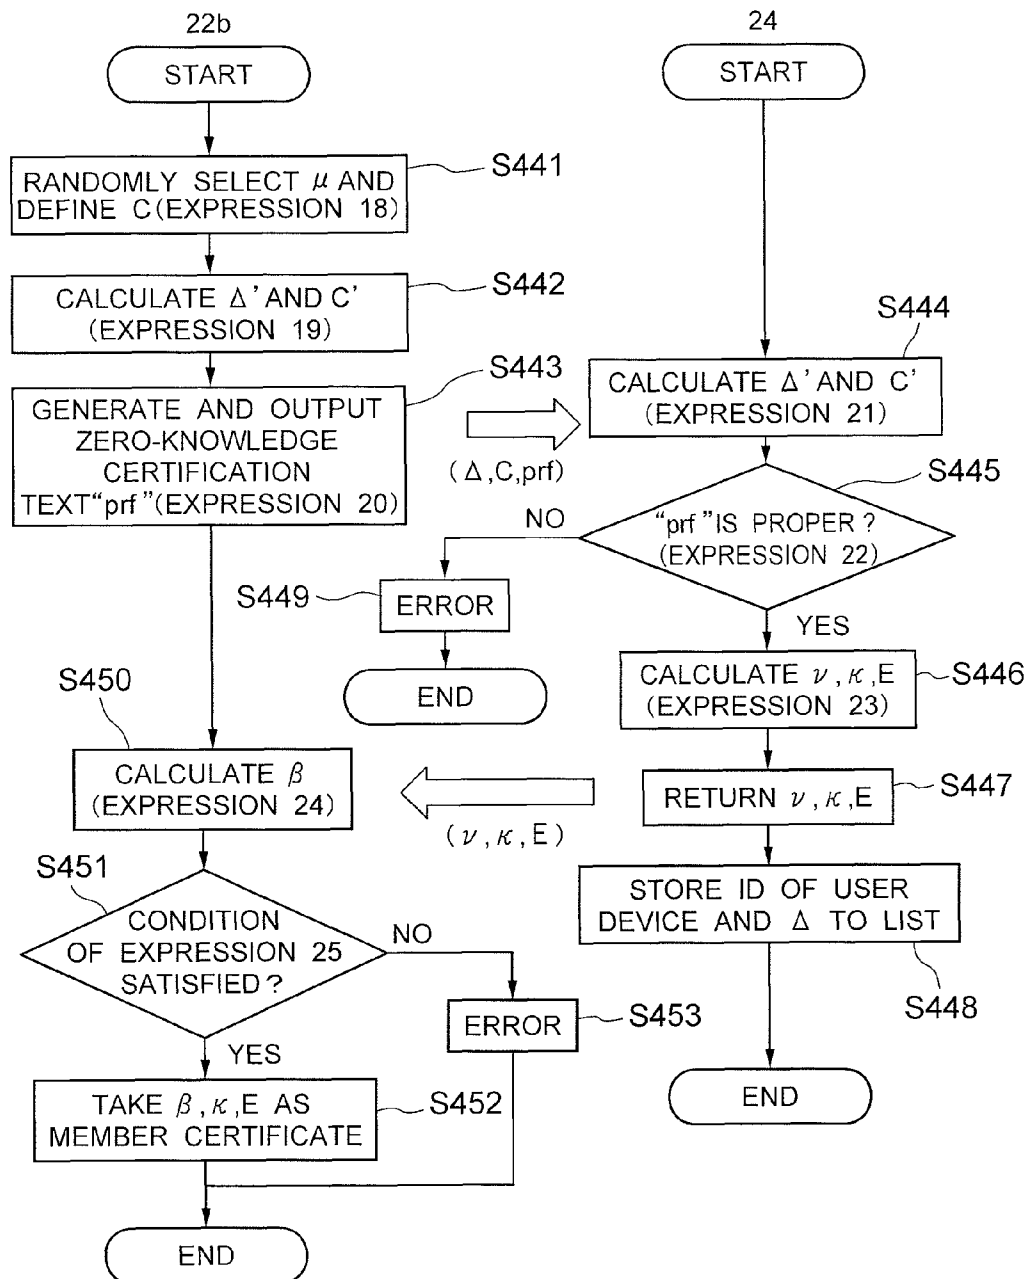 22b
START
S441
RANDOMLY SELECT μ AND
DEFINE C(EXPRESSION 18)
S442
CALCULATE Δ' AND C'
(EXPRESSION 19)
S443
GENERATE AND OUTPUT
ZERO-KNOWLEDGE
CERTIFICATION
TEXT“prf”(EXPRESSION 20)
(Δ,C,prf)
24
START
S444
CALCULATE Δ' AND C'
(EXPRESSION 21)
S445
“prf”IS PROPER?
(EXPRESSION 22)
NO
S449
ERROR
END
YES
S446
CALCULATE ν,κ,E
(EXPRESSION 23)
S447
RETURN ν,κ,E
(ν,κ,E)
STORE ID OF USER
DEVICE AND Δ TO LIST
S448
END
S450
CALCULATE β
(EXPRESSION 24)
S451
CONDITION
OF EXPRESSION 25
SATISFIED?
NO
ERROR
S453
YES
S452
TAKE β,κ,E AS
MEMBER CERTIFICATE
END